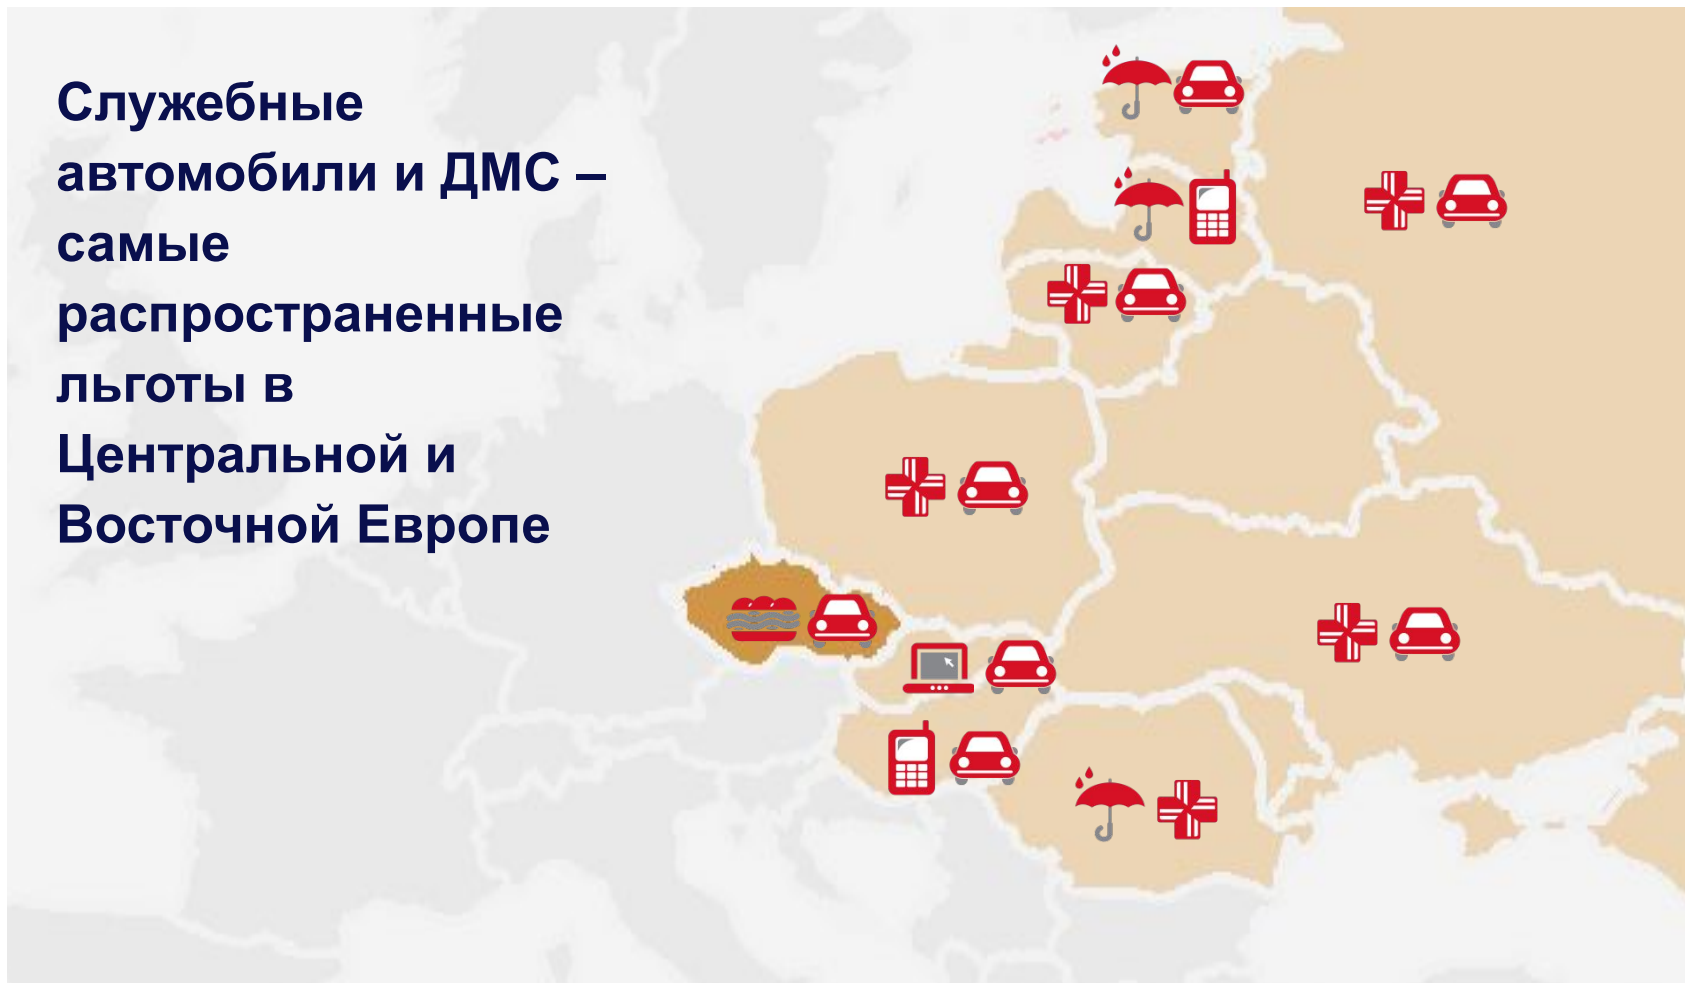 Служебные
автомобили и ДМС –
самые
распространенные
льготы в
Центральной и
Восточной Европе